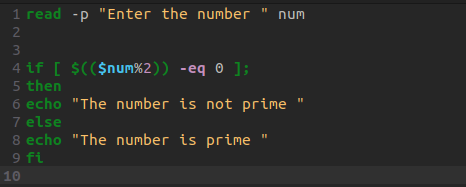 1 read -p "Enter the number " num
2
3
4 if [ $(($num%2)) -eq 0 ];
5 then
6 echo "The number is not prime "
7 else
8 echo "The number is prime "
9 fi
10